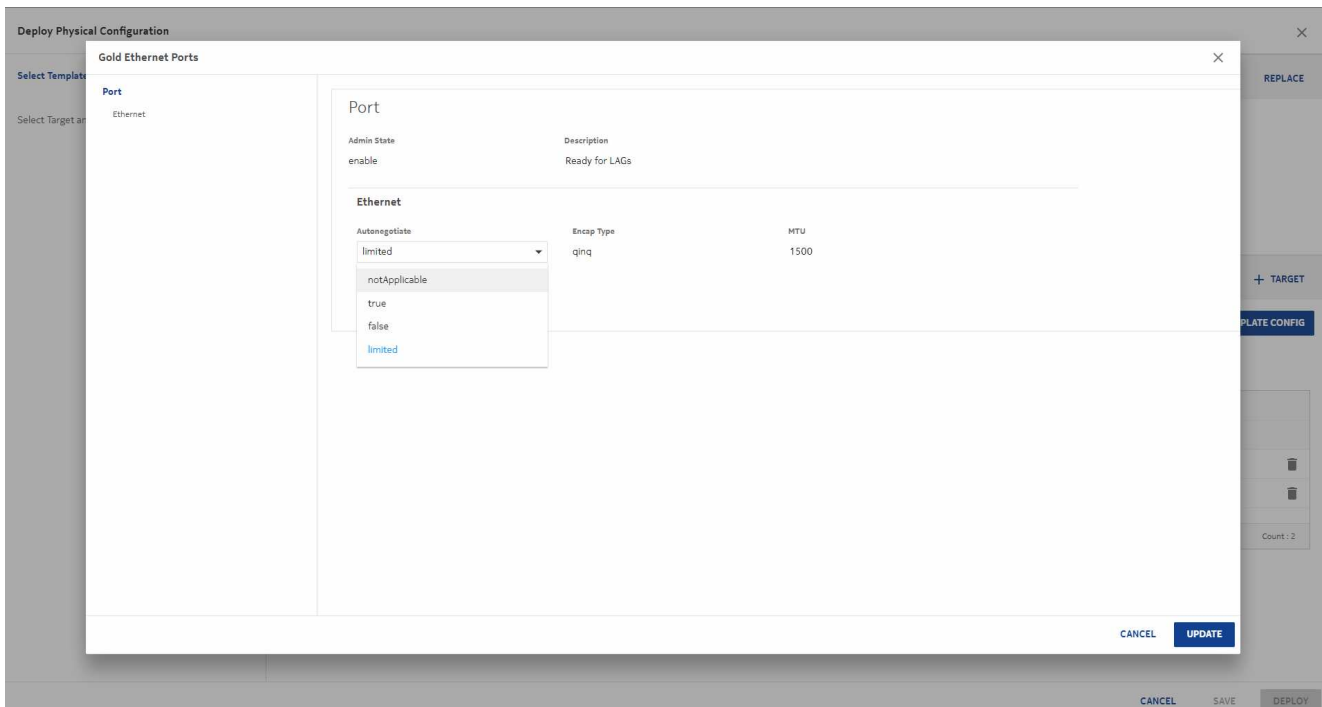 Deploy Physical Configuration
Gold Ethernet Ports
Select Template
REPLACE
Port
Ethernet
Select Target an
Port
Admin State
Description
enable
Ready for LAGs
Ethernet
Autonegotiate
Encap Type
MTU
limited
qinq
1500
notApplicable
true
false
limited
+ TARGET
PLATE CONFIG
Count : 2
CANCEL
UPDATE
CANCEL
SAVE
DEPLOY